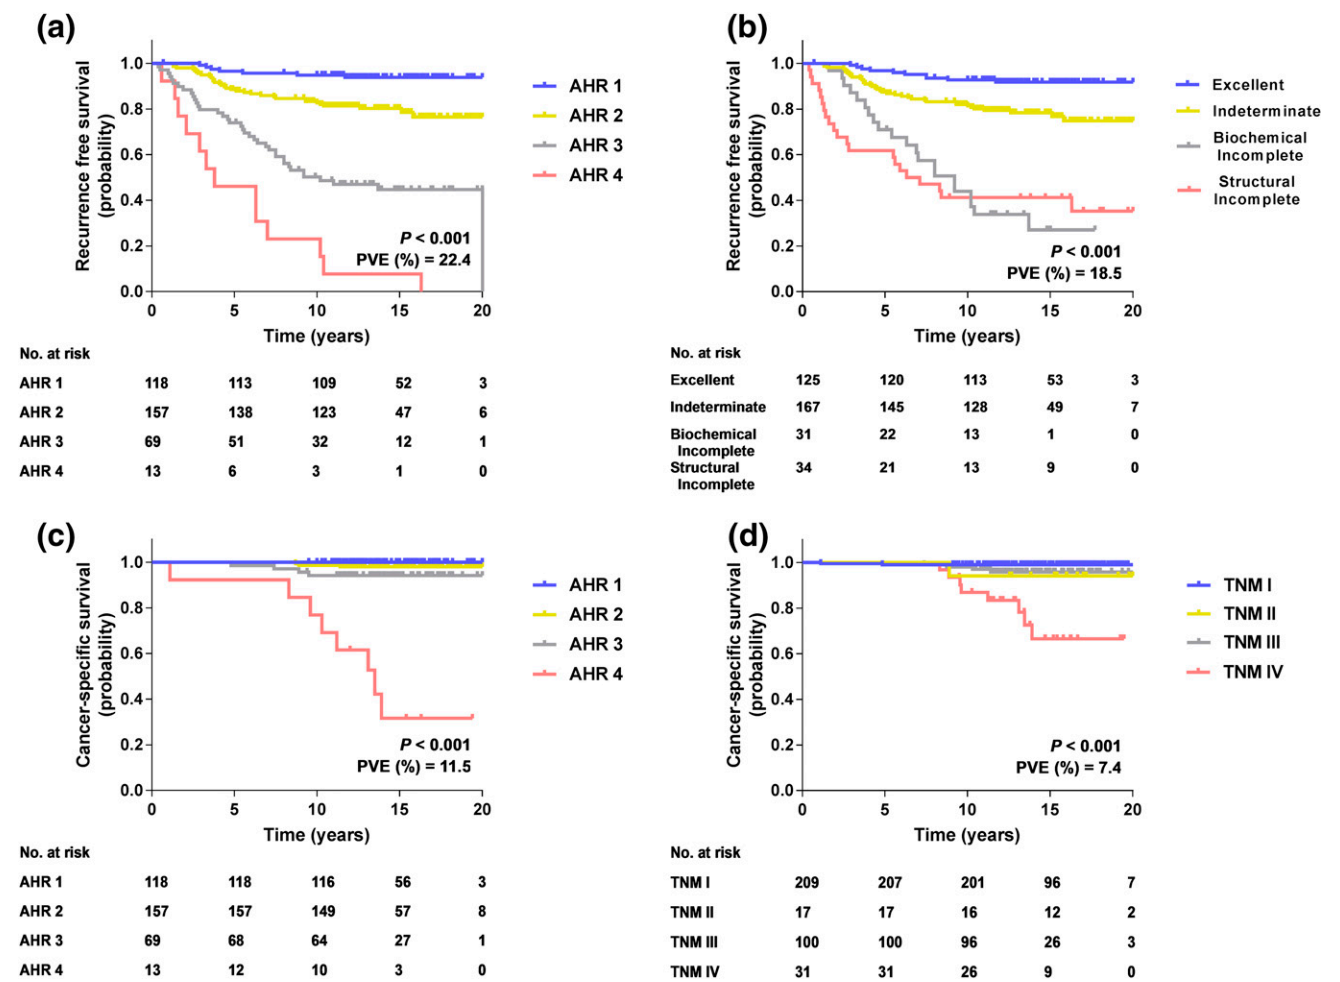 (a)
Recurrence free survival
(probability)
1.0
0.8
0.6
0.4
0.2
0.0
0 5 10 15 20
Time (years)
P < 0.001
PVE (%) = 22.4
AHR 1
AHR 2
AHR 3
AHR 4
No. at risk
AHR 1 118 113 109 52 3
AHR 2 157 138 123 47 6
AHR 3 69 51 32 12 1
AHR 4 13 6 3 1 0
(b)
Recurrence free survival
(probability)
1.0
0.8
0.6
0.4
0.2
0.0
0 5 10 15 20
Time (years)
P < 0.001
PVE (%) = 18.5
Excellent
Indeterminate
Biochemical
Incomplete
Structural
Incomplete
No. at risk
Excellent 125 120 113 53 3
Indeterminate 167 145 128 49 7
Biochemical 31 22 13 1 0
Incomplete
Structural 34 21 13 9 0
Incomplete
(c)
Cancer-specific survival
(probability)
1.0
0.8
0.6
0.4
0.2
0.0
0 5 10 15 20
Time (years)
P < 0.001
PVE (%) = 11.5
AHR 1
AHR 2
AHR 3
AHR 4
No. at risk
AHR 1 118 118 116 56 3
AHR 2 157 157 149 57 8
AHR 3 69 68 64 27 1
AHR 4 13 12 10 3 0
(d)
Cancer-specific survival
(probability)
1.0
0.8
0.6
0.4
0.2
0.0
0 5 10 15 20
Time (years)
P < 0.001
PVE (%) = 7.4
TNM I
TNM II
TNM III
TNM IV
No. at risk
TNM I 209 207 201 96 7
TNM II 17 17 16 12 2
TNM III 100 100 96 26 3
TNM IV 31 31 26 9 0